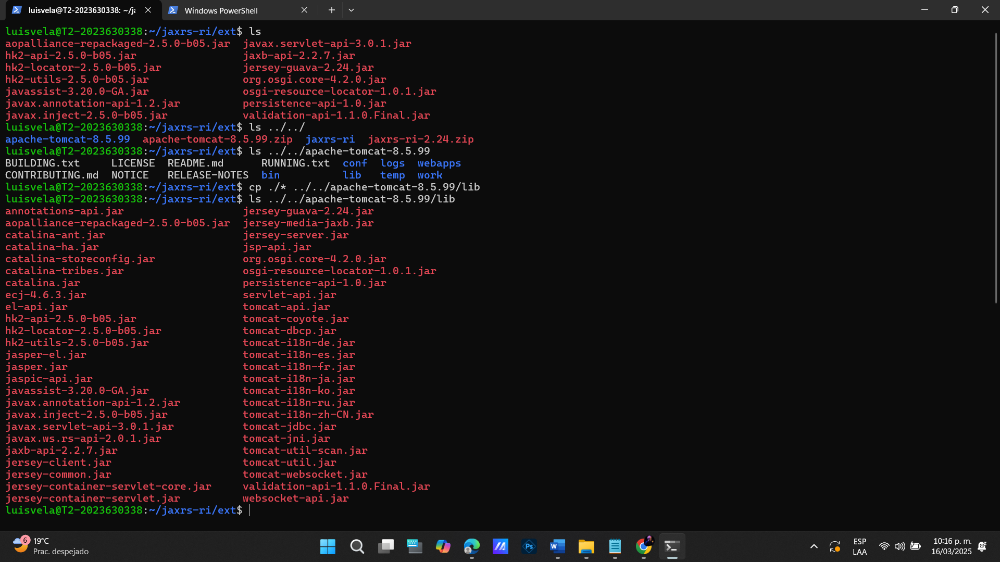 luisvela@T2-2023630338: ~/ja
Windows PowerShell
luisvela@T2-2023630338:~/jaxrs-ri/ext$ ls
aopalliance-repackaged-2.5.0-b05.jar  javax.servlet-api-3.0.1.jar
hk2-api-2.5.0-b05.jar                 jaxb-api-2.2.7.jar
hk2-locator-2.5.0-b05.jar             jersey-guava-2.24.jar
hk2-utils-2.5.0-b05.jar               org.osgi.core-4.2.0.jar
javassist-3.20.0-GA.jar               osgi-resource-locator-1.0.1.jar
javax.annotation-api-1.2.jar          persistence-api-1.0.jar
javax.inject-2.5.0-b05.jar            validation-api-1.1.0.Final.jar
luisvela@T2-2023630338:~/jaxrs-ri/ext$ ls ../../
apache-tomcat-8.5.99  apache-tomcat-8.5.99.zip  jaxrs-ri  jaxrs-ri-2.24.zip
luisvela@T2-2023630338:~/jaxrs-ri/ext$ ls ../../apache-tomcat-8.5.99
BUILDING.txt     LICENSE  README.md      RUNNING.txt  conf  logs  webapps
CONTRIBUTING.md  NOTICE   RELEASE-NOTES  bin          lib   temp  work
luisvela@T2-2023630338:~/jaxrs-ri/ext$ cp ./* ../../apache-tomcat-8.5.99/lib
luisvela@T2-2023630338:~/jaxrs-ri/ext$ ls ../../apache-tomcat-8.5.99/lib
annotations-api.jar                   jersey-guava-2.24.jar
aopalliance-repackaged-2.5.0-b05.jar  jersey-media-jaxb.jar
catalina-ant.jar                      jersey-server.jar
catalina-ha.jar                       jsp-api.jar
catalina-storeconfig.jar              org.osgi.core-4.2.0.jar
catalina-tribes.jar                   osgi-resource-locator-1.0.1.jar
catalina.jar                          persistence-api-1.0.jar
ecj-4.6.3.jar                         servlet-api.jar
el-api.jar                            tomcat-api.jar
hk2-api-2.5.0-b05.jar                 tomcat-coyote.jar
hk2-locator-2.5.0-b05.jar             tomcat-dbcp.jar
hk2-utils-2.5.0-b05.jar               tomcat-i18n-de.jar
jasper-el.jar                         tomcat-i18n-es.jar
jasper.jar                            tomcat-i18n-fr.jar
jaspic-api.jar                        tomcat-i18n-ja.jar
javassist-3.20.0-GA.jar               tomcat-i18n-ko.jar
javax.annotation-api-1.2.jar          tomcat-i18n-ru.jar
javax.inject-2.5.0-b05.jar            tomcat-i18n-zh-CN.jar
javax.servlet-api-3.0.1.jar           tomcat-jdbc.jar
javax.ws.rs-api-2.0.1.jar             tomcat-jni.jar
jaxb-api-2.2.7.jar                    tomcat-util-scan.jar
jersey-client.jar                     tomcat-util.jar
jersey-common.jar                     tomcat-websocket.jar
jersey-container-servlet-core.jar     validation-api-1.1.0.Final.jar
jersey-container-servlet.jar          websocket-api.jar
luisvela@T2-2023630338:~/jaxrs-ri/ext$
6
19°C
Prac. despejado
Ps
W
ESP
LAA
10:16 p. m.
16/03/2025